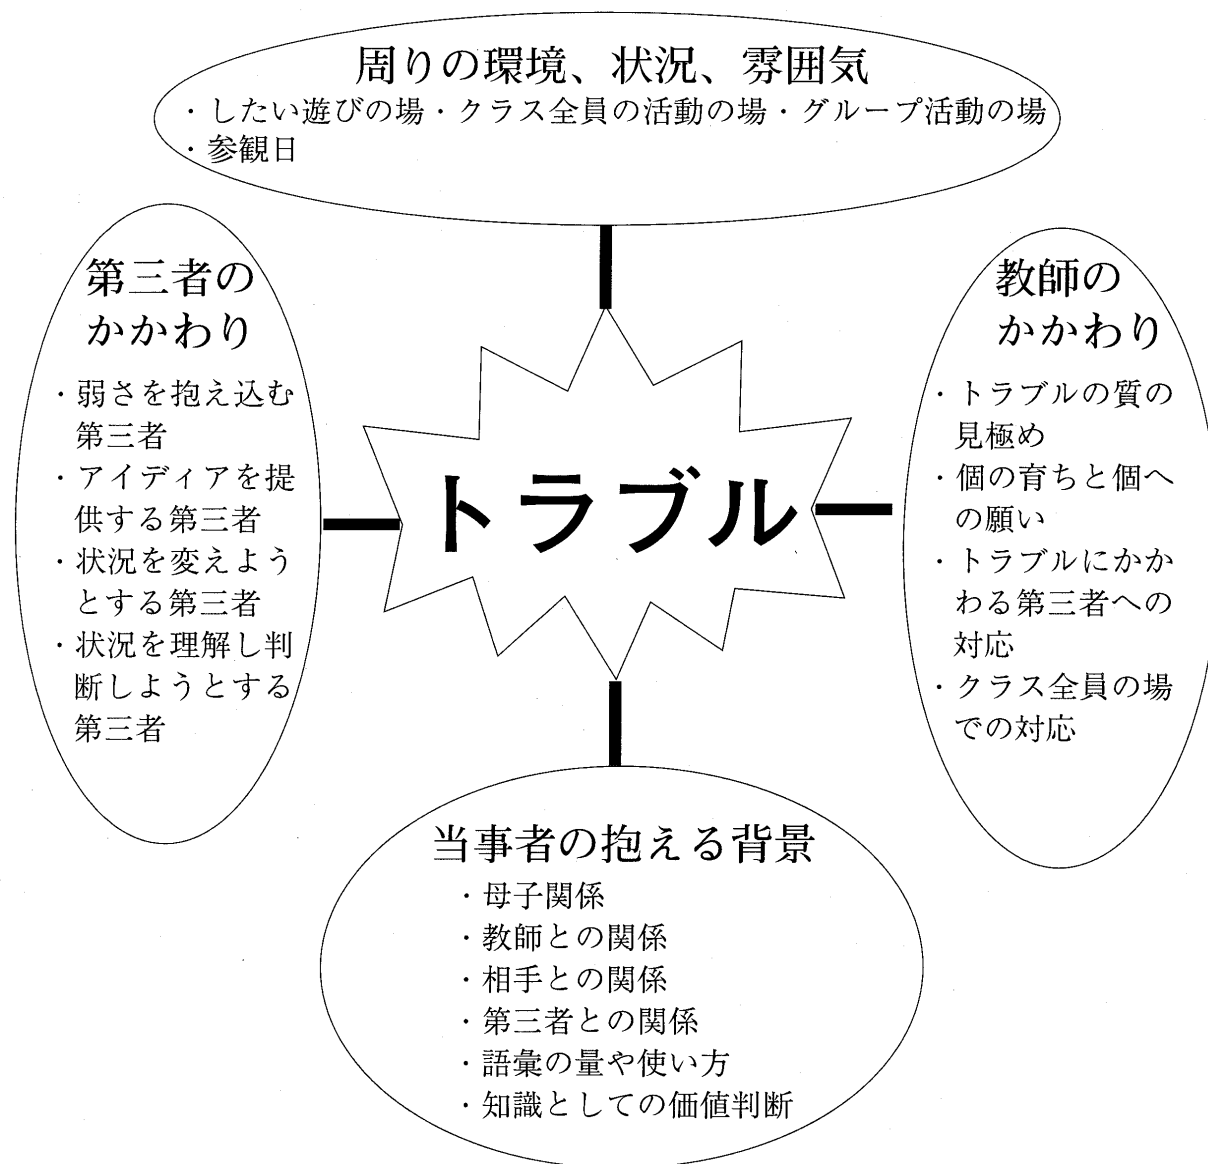 周りの環境、状況、雰囲気
・したい遊びの場・クラス全員の活動の場・グループ活動の場
・参観日
第三者の
かかわり
・弱さを抱え込む
第三者
・アイディアを提
供する第三者
・状況を変えよう
とする第三者
・状況を理解し判
断しようとする
第三者
トラブル
教師の
かかわり
・トラブルの質の
見極め
・個の育ちと個へ
の願い
・トラブルにかか
わる第三者への
対応
・クラス全員の場
での対応
当事者の抱える背景
・母子関係
・教師との関係
・相手との関係
・第三者との関係
・語彙の量や使い方
・知識としての価値判断